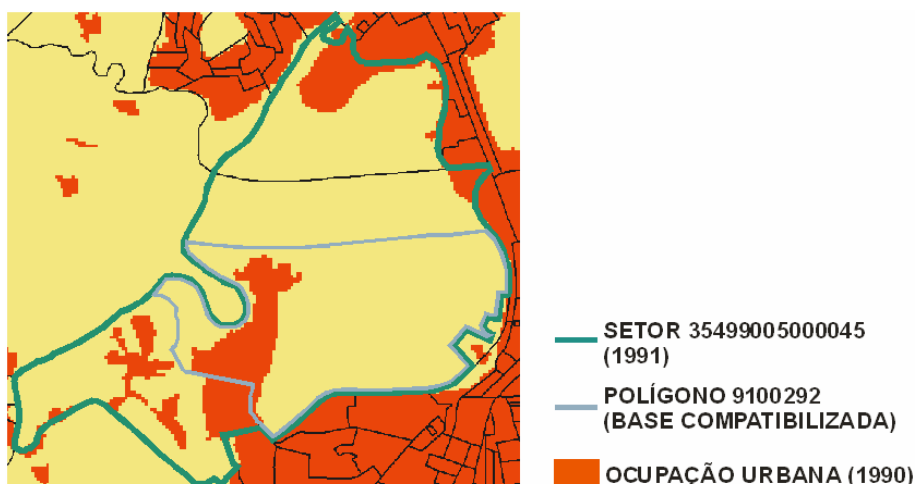 SETOR 35499005000045
(1991)
POLÍGONO 9100292
(BASE COMPATIBILIZADA)
OCUPAÇÃO URBANA (1990)